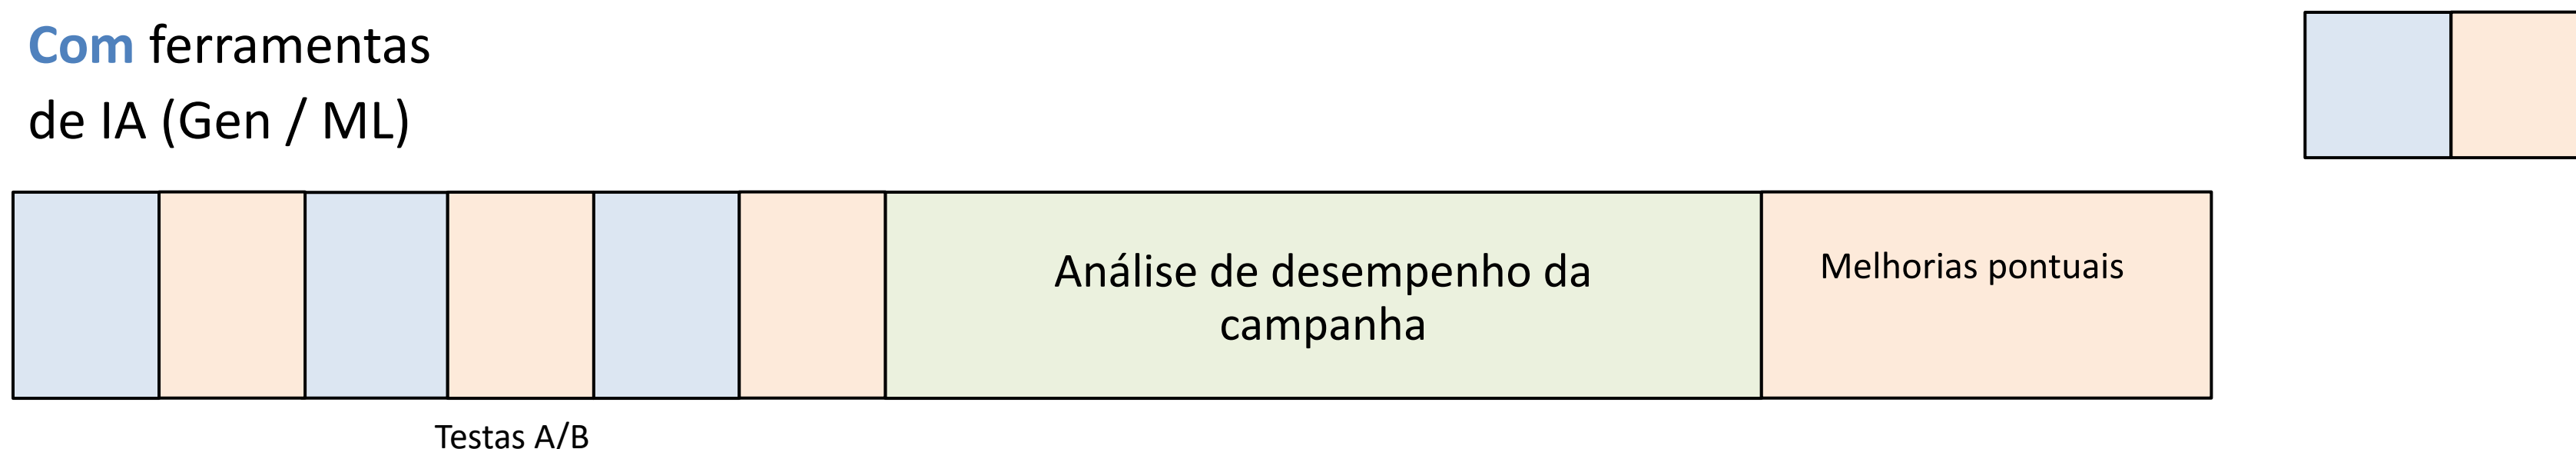 Com ferramentas
de IA (Gen / ML)
Análise de desempenho da
campanha
Melhorias pontuais
Testas A/B